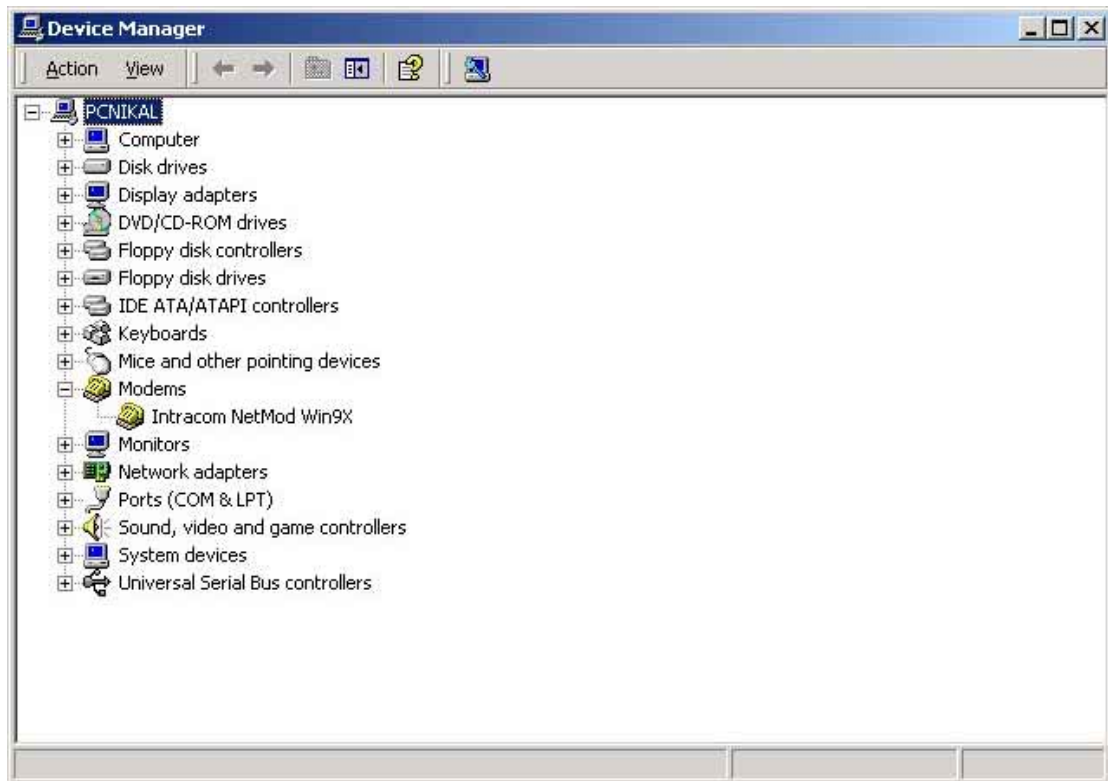 Device Manager
Action View
PCNIKAL
Computer
Disk drives
Display adapters
DVD/CD-ROM drives
Floppy disk controllers
Floppy disk drives
IDE ATA/ATAPI controllers
Keyboards
Mice and other pointing devices
Modems
Intracom NetMod Win9X
Monitors
Network adapters
Ports (COM & LPT)
Sound, video and game controllers
System devices
Universal Serial Bus controllers